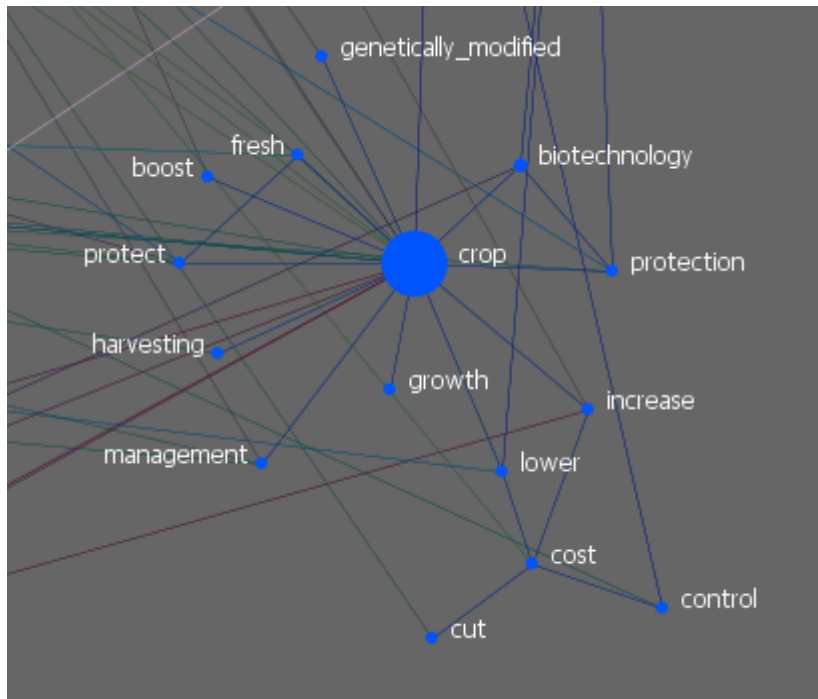 genetically_modified
fresh
biotechnology
boost
protect
crop
protection
harvesting
growth
increase
management
lower
cost
control
cut